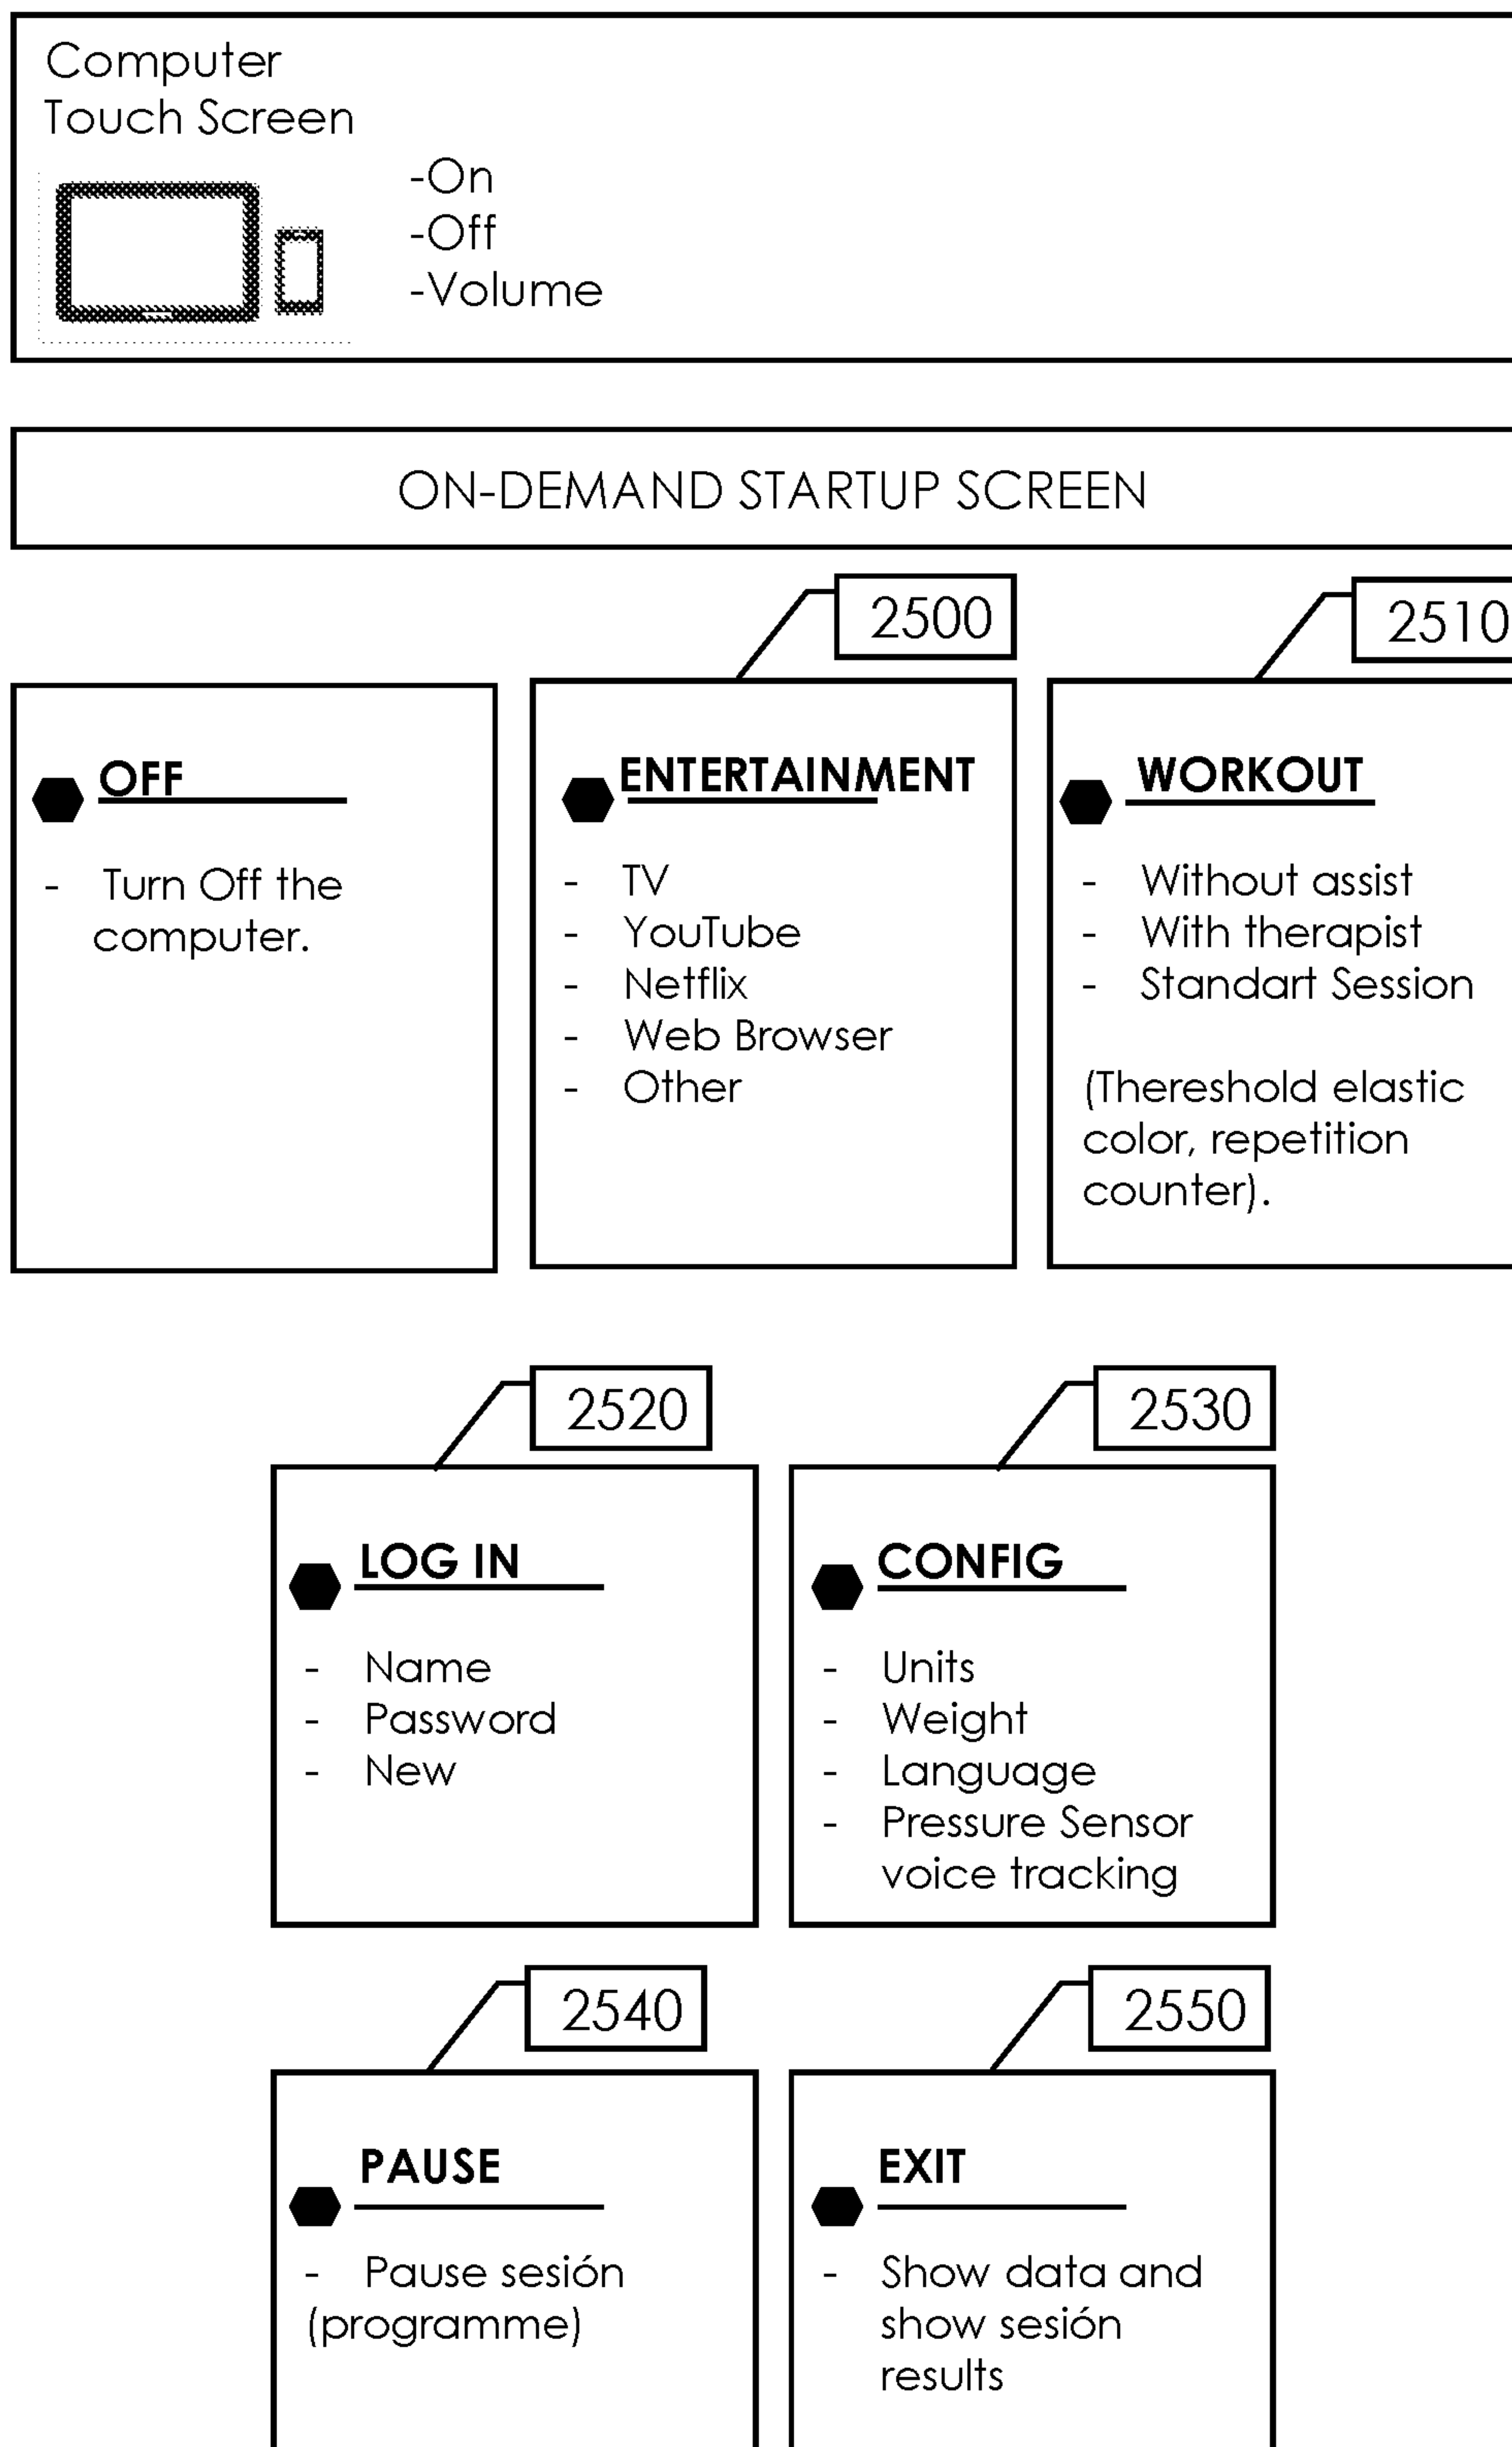 Computer
Touch Screen
-On
-Off
-Volume
ON-DEMAND STARTUP SCREEN
2500
2510
OFF
- Turn Off the
computer.
ENTERTAINMENT
- TV
- YouTube
- Netflix
- Web Browser
- Other
WORKOUT
- Without assist
- With therapist
- Standart Session
(Thereshold elastic
color, repetition
counter).
2520
2530
LOG IN
- Name
- Password
- New
CONFIG
- Units
- Weight
- Language
- Pressure Sensor
voice tracking
2540
2550
PAUSE
- Pause sesión
(programme)
EXIT
- Show data and
show sesión
results